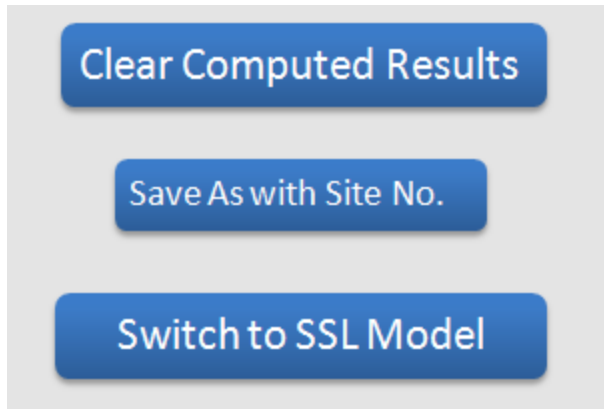 Clear Computed Results
Save As with Site No.
Switch to SSL Model